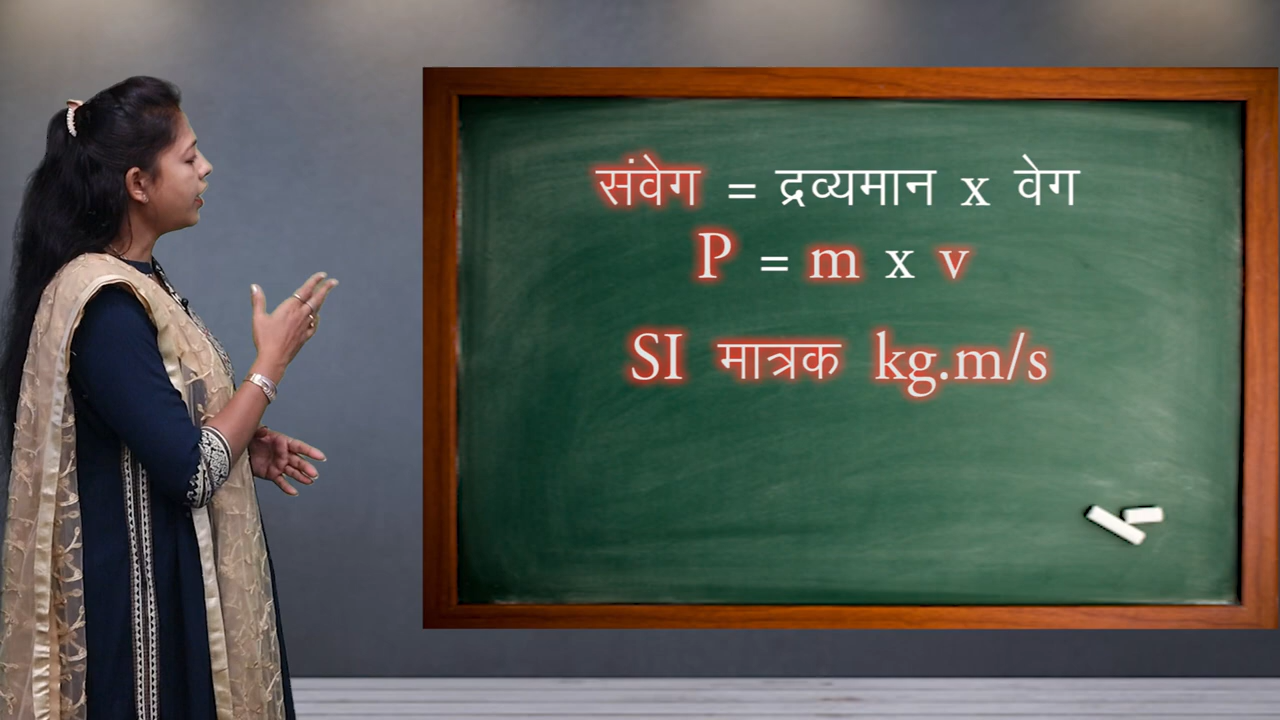 संवेग = द्रव्यमान x वेग
P = m x v
SI मात्रक kg.m/s